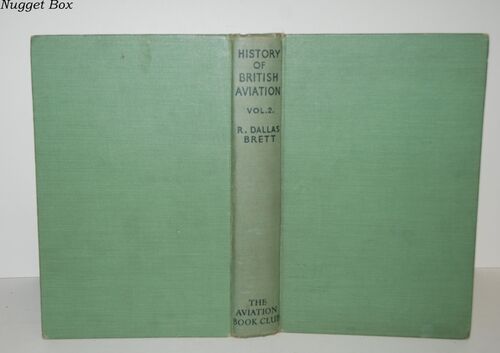 Nugget Box
HISTORY
OF
BRITISH
AVIATION
VOL.2.
R. DALLAS
BRETT
THE
AVIATION
BOOK CLUB